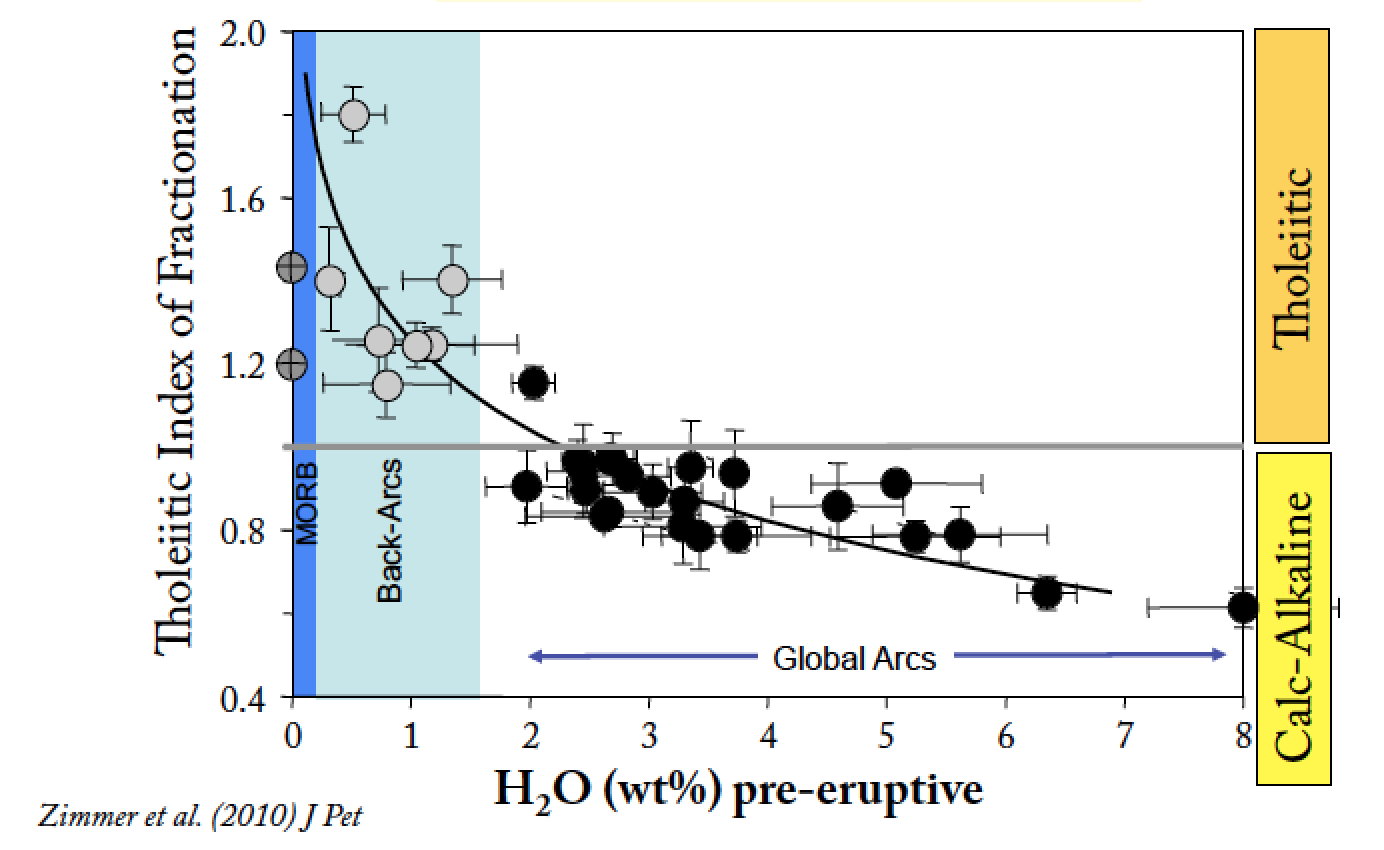 Tholeiitic Index of Fractionation
2.0
1.6
1.2
0.8
0.4
MORB
Back-Arcs
Global Arcs
0 1 2 3 4 5 6 7 8
H₂O (wt%) pre-eruptive
Tholeiitic
Calc-Alkaline
Zimmer et al. (2010) J Pet